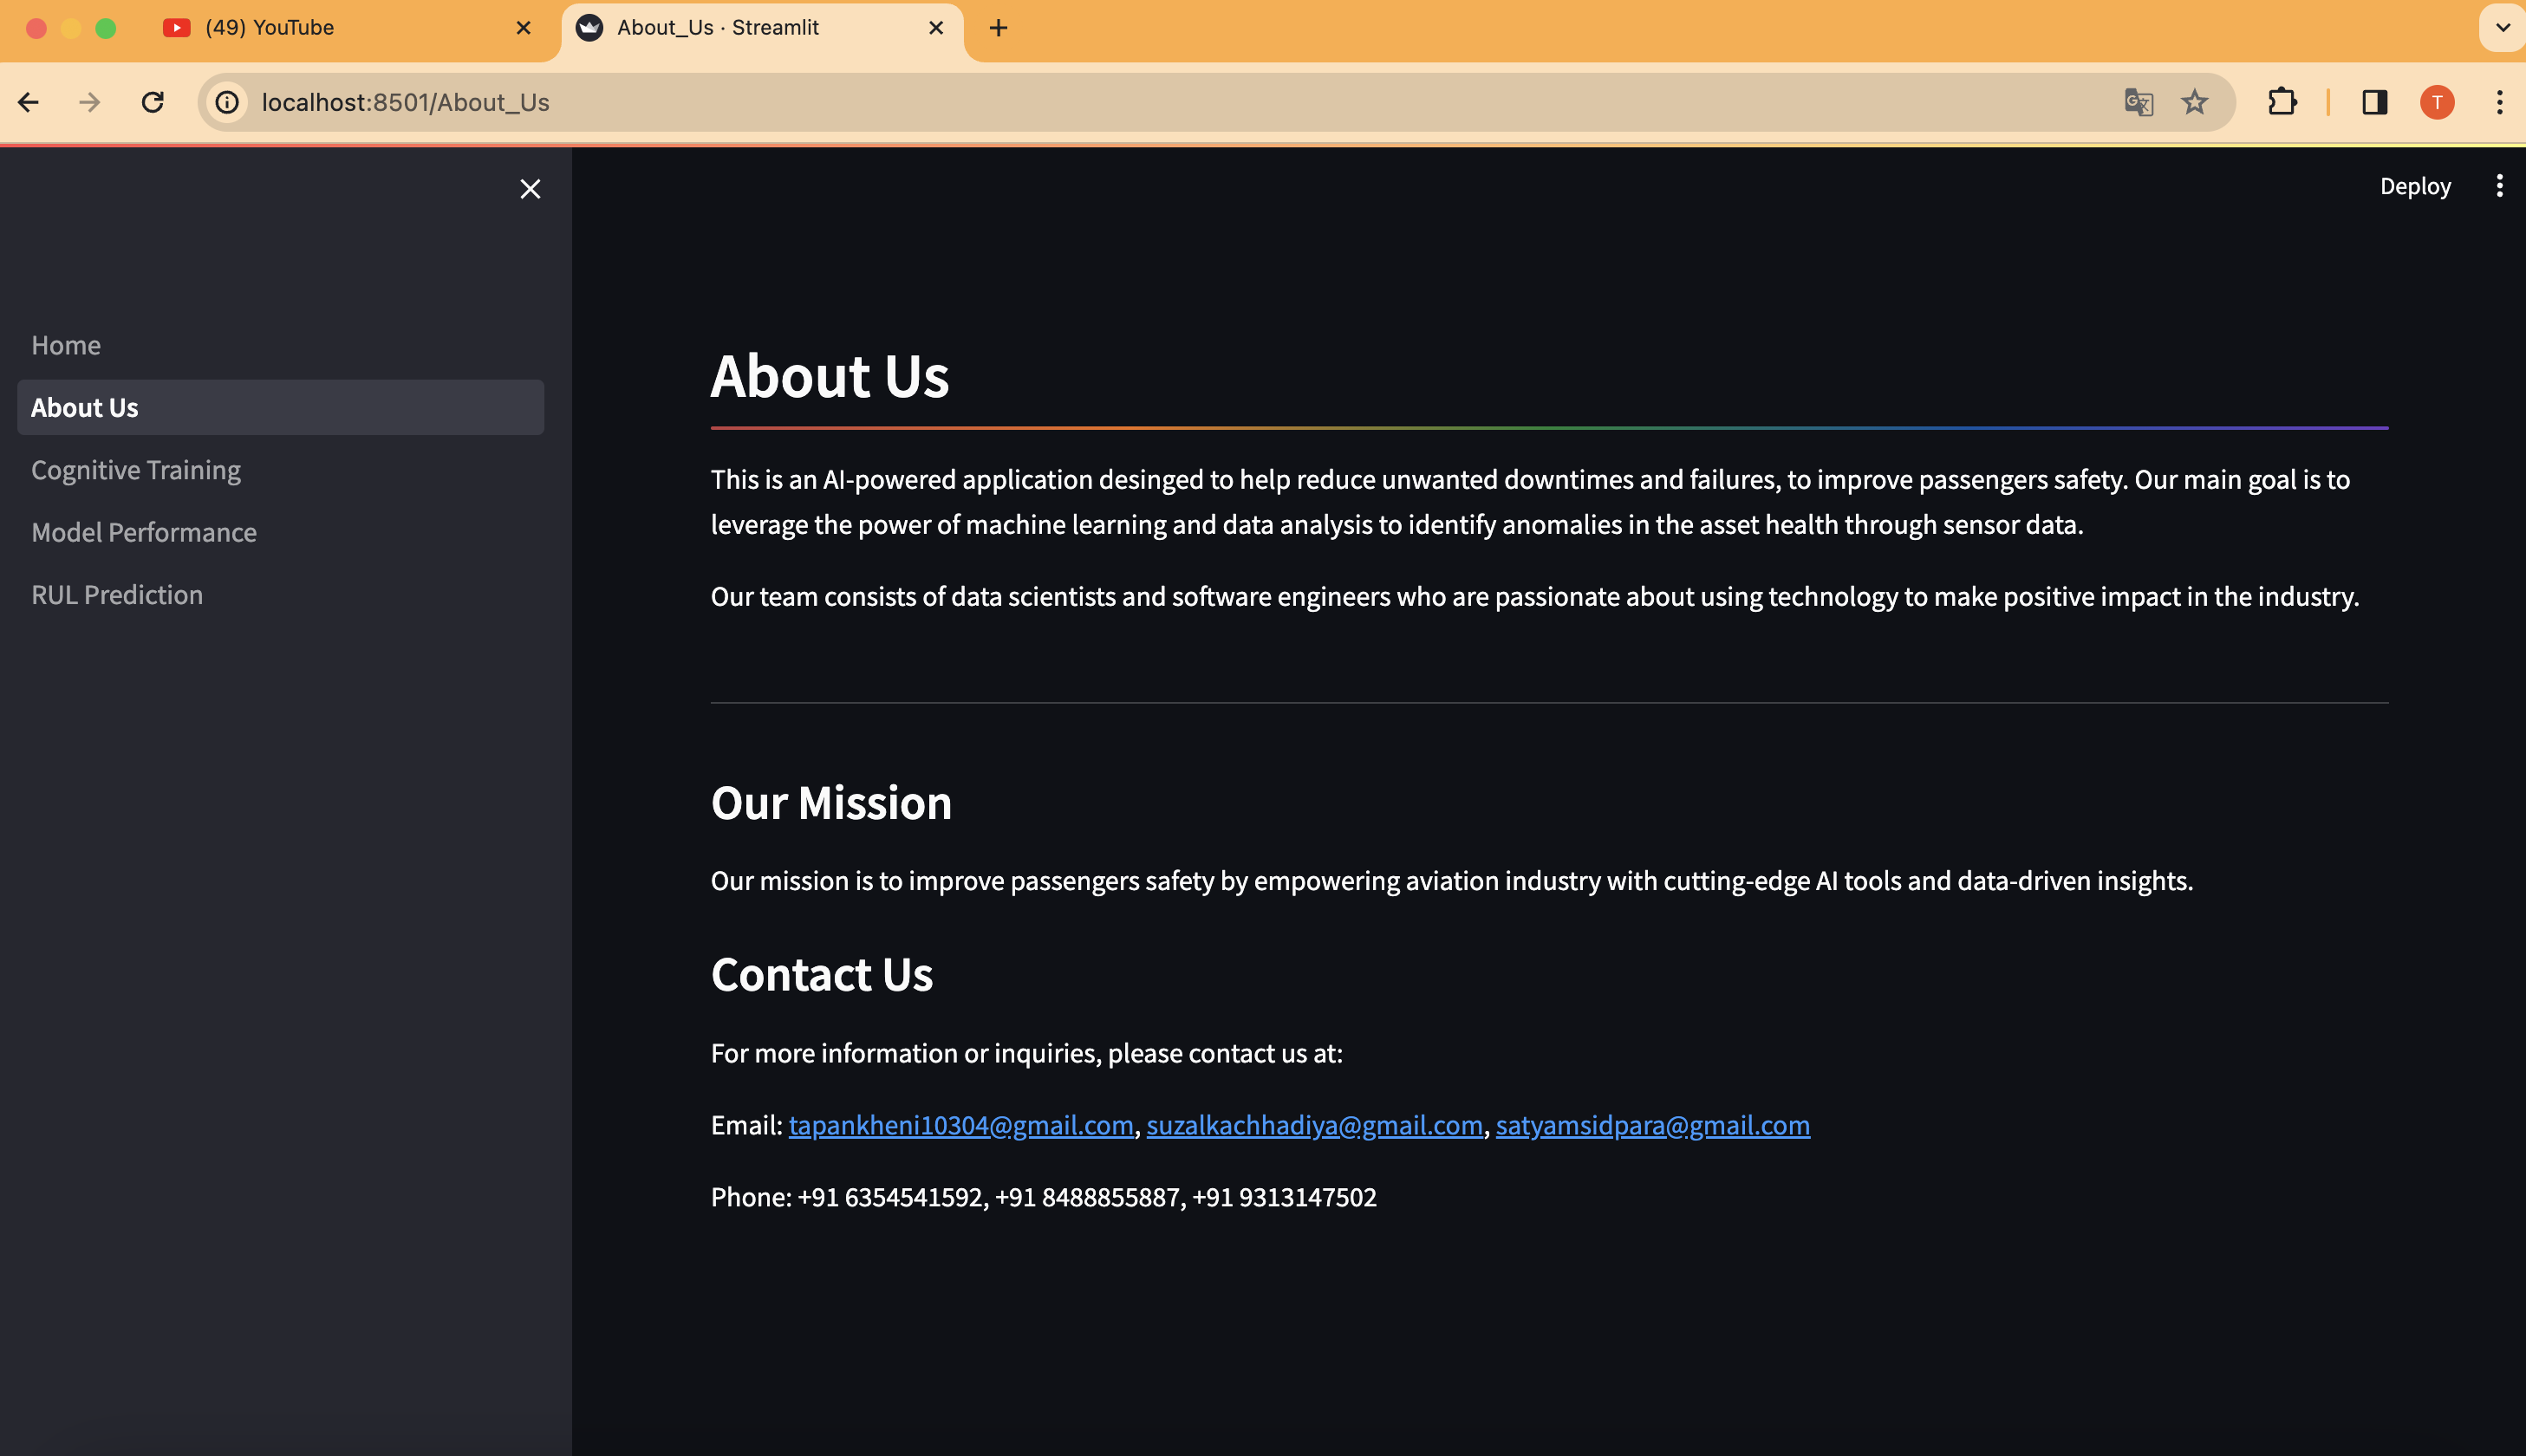 (49) YouTube
About_Us · Streamlit
localhost:8501/About_Us
T
Deploy
Home
About Us
Cognitive Training
Model Performance
RUL Prediction
About Us
This is an AI-powered application desinged to help reduce unwanted downtimes and failures, to improve passengers safety. Our main goal is to
leverage the power of machine learning and data analysis to identify anomalies in the asset health through sensor data.
Our team consists of data scientists and software engineers who are passionate about using technology to make positive impact in the industry.
Our Mission
Our mission is to improve passengers safety by empowering aviation industry with cutting-edge AI tools and data-driven insights.
Contact Us
For more information or inquiries, please contact us at:
Email: tapankheni10304@gmail.com, suzalkachhadiya@gmail.com, satyamsidpara@gmail.com
Phone: +91 6354541592, +91 8488855887, +91 9313147502